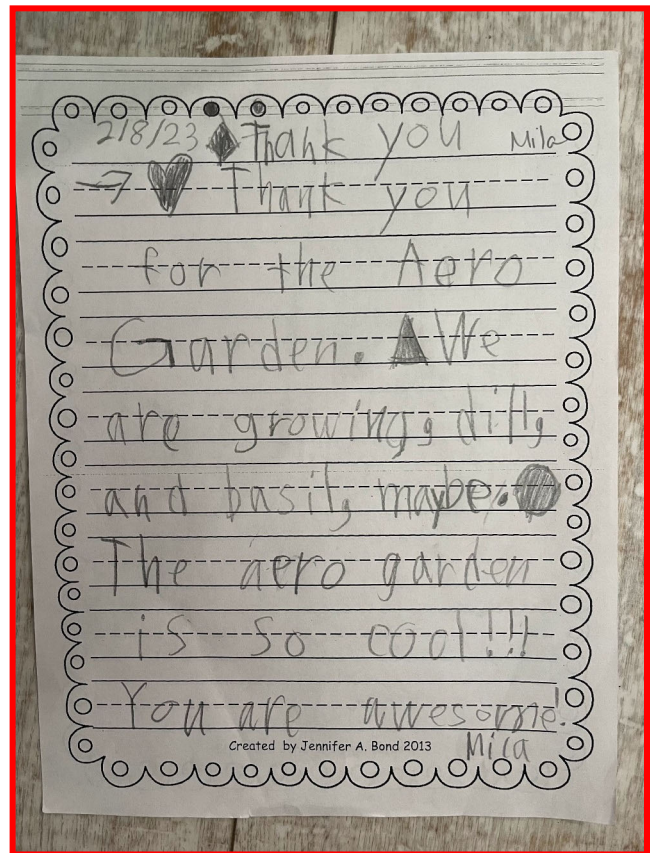 2/8/23 Thank you Mila
→ Thank you
for the Aero
Garden. We
are growing, dill,
and basil, maybe.
The aero garden
is so cool!!!
You are awesome!
Created by Jennifer A. Bond 2013
Mila